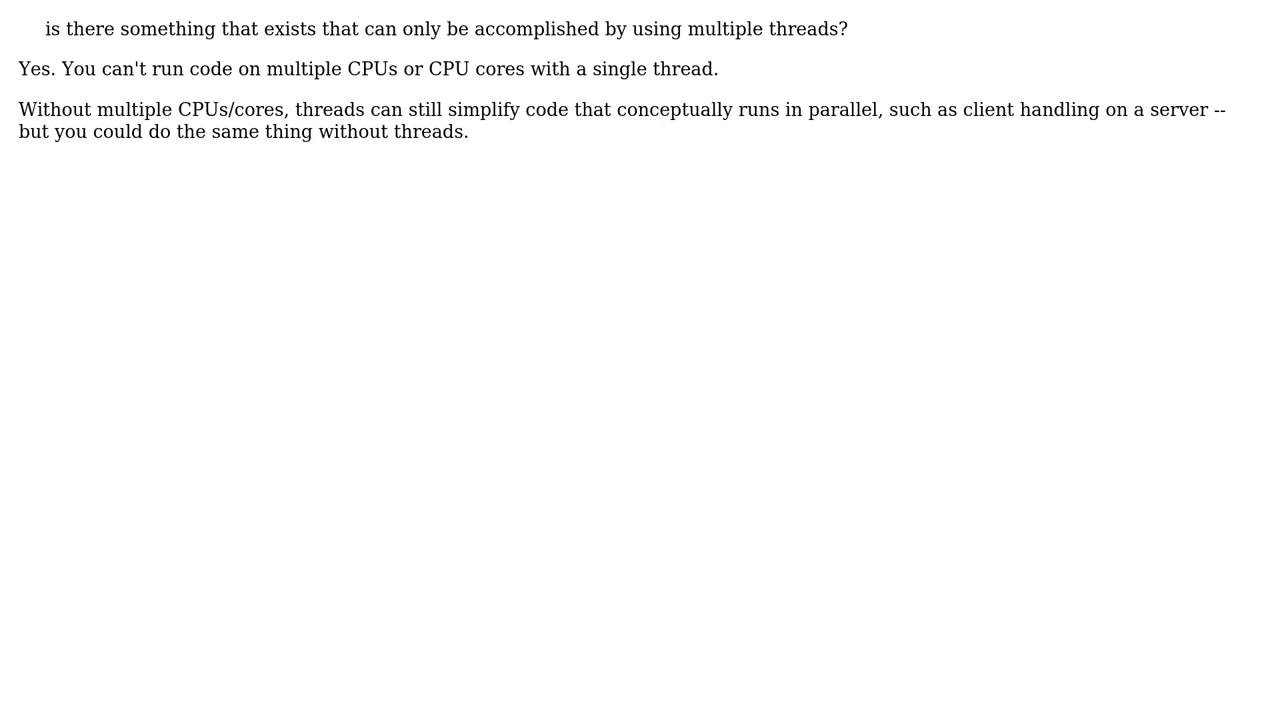 is there something that exists that can only be accomplished by using multiple threads?
Yes. You can't run code on multiple CPUs or CPU cores with a single thread.
Without multiple CPUs/cores, threads can still simplify code that conceptually runs in parallel, such as client handling on a server --
but you could do the same thing without threads.